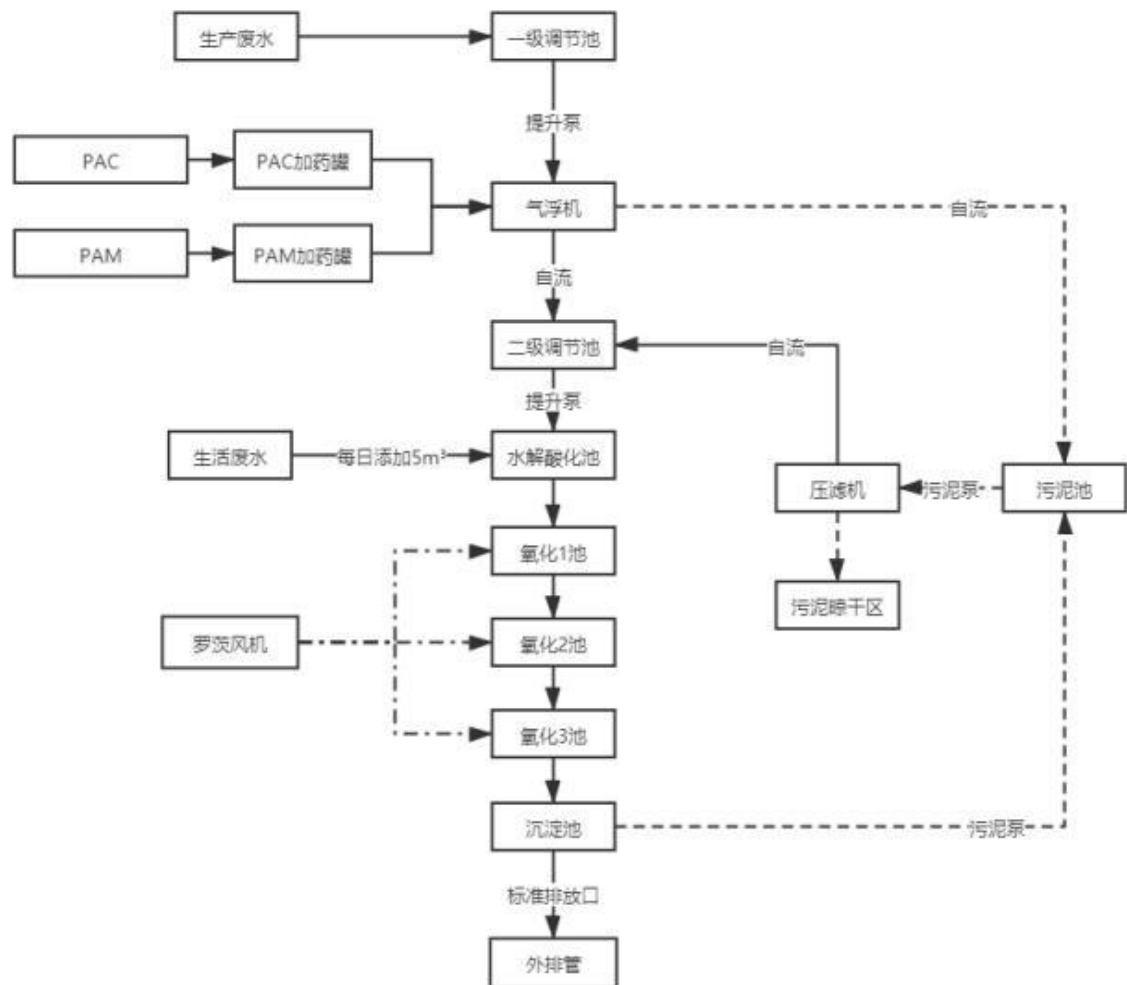 生产废水
一级调节池
提升泵
PAC
PAC加药罐
气浮机
自流
PAM
PAM加药罐
自流
二级调节池
自流
提升泵
生活废水
每日添加5m³
水解酸化池
压滤机
污泥泵
污泥池
氧化1池
污泥晾干区
罗茨风机
氧化2池
氧化3池
沉淀池
污泥泵
标准排放口
外排管